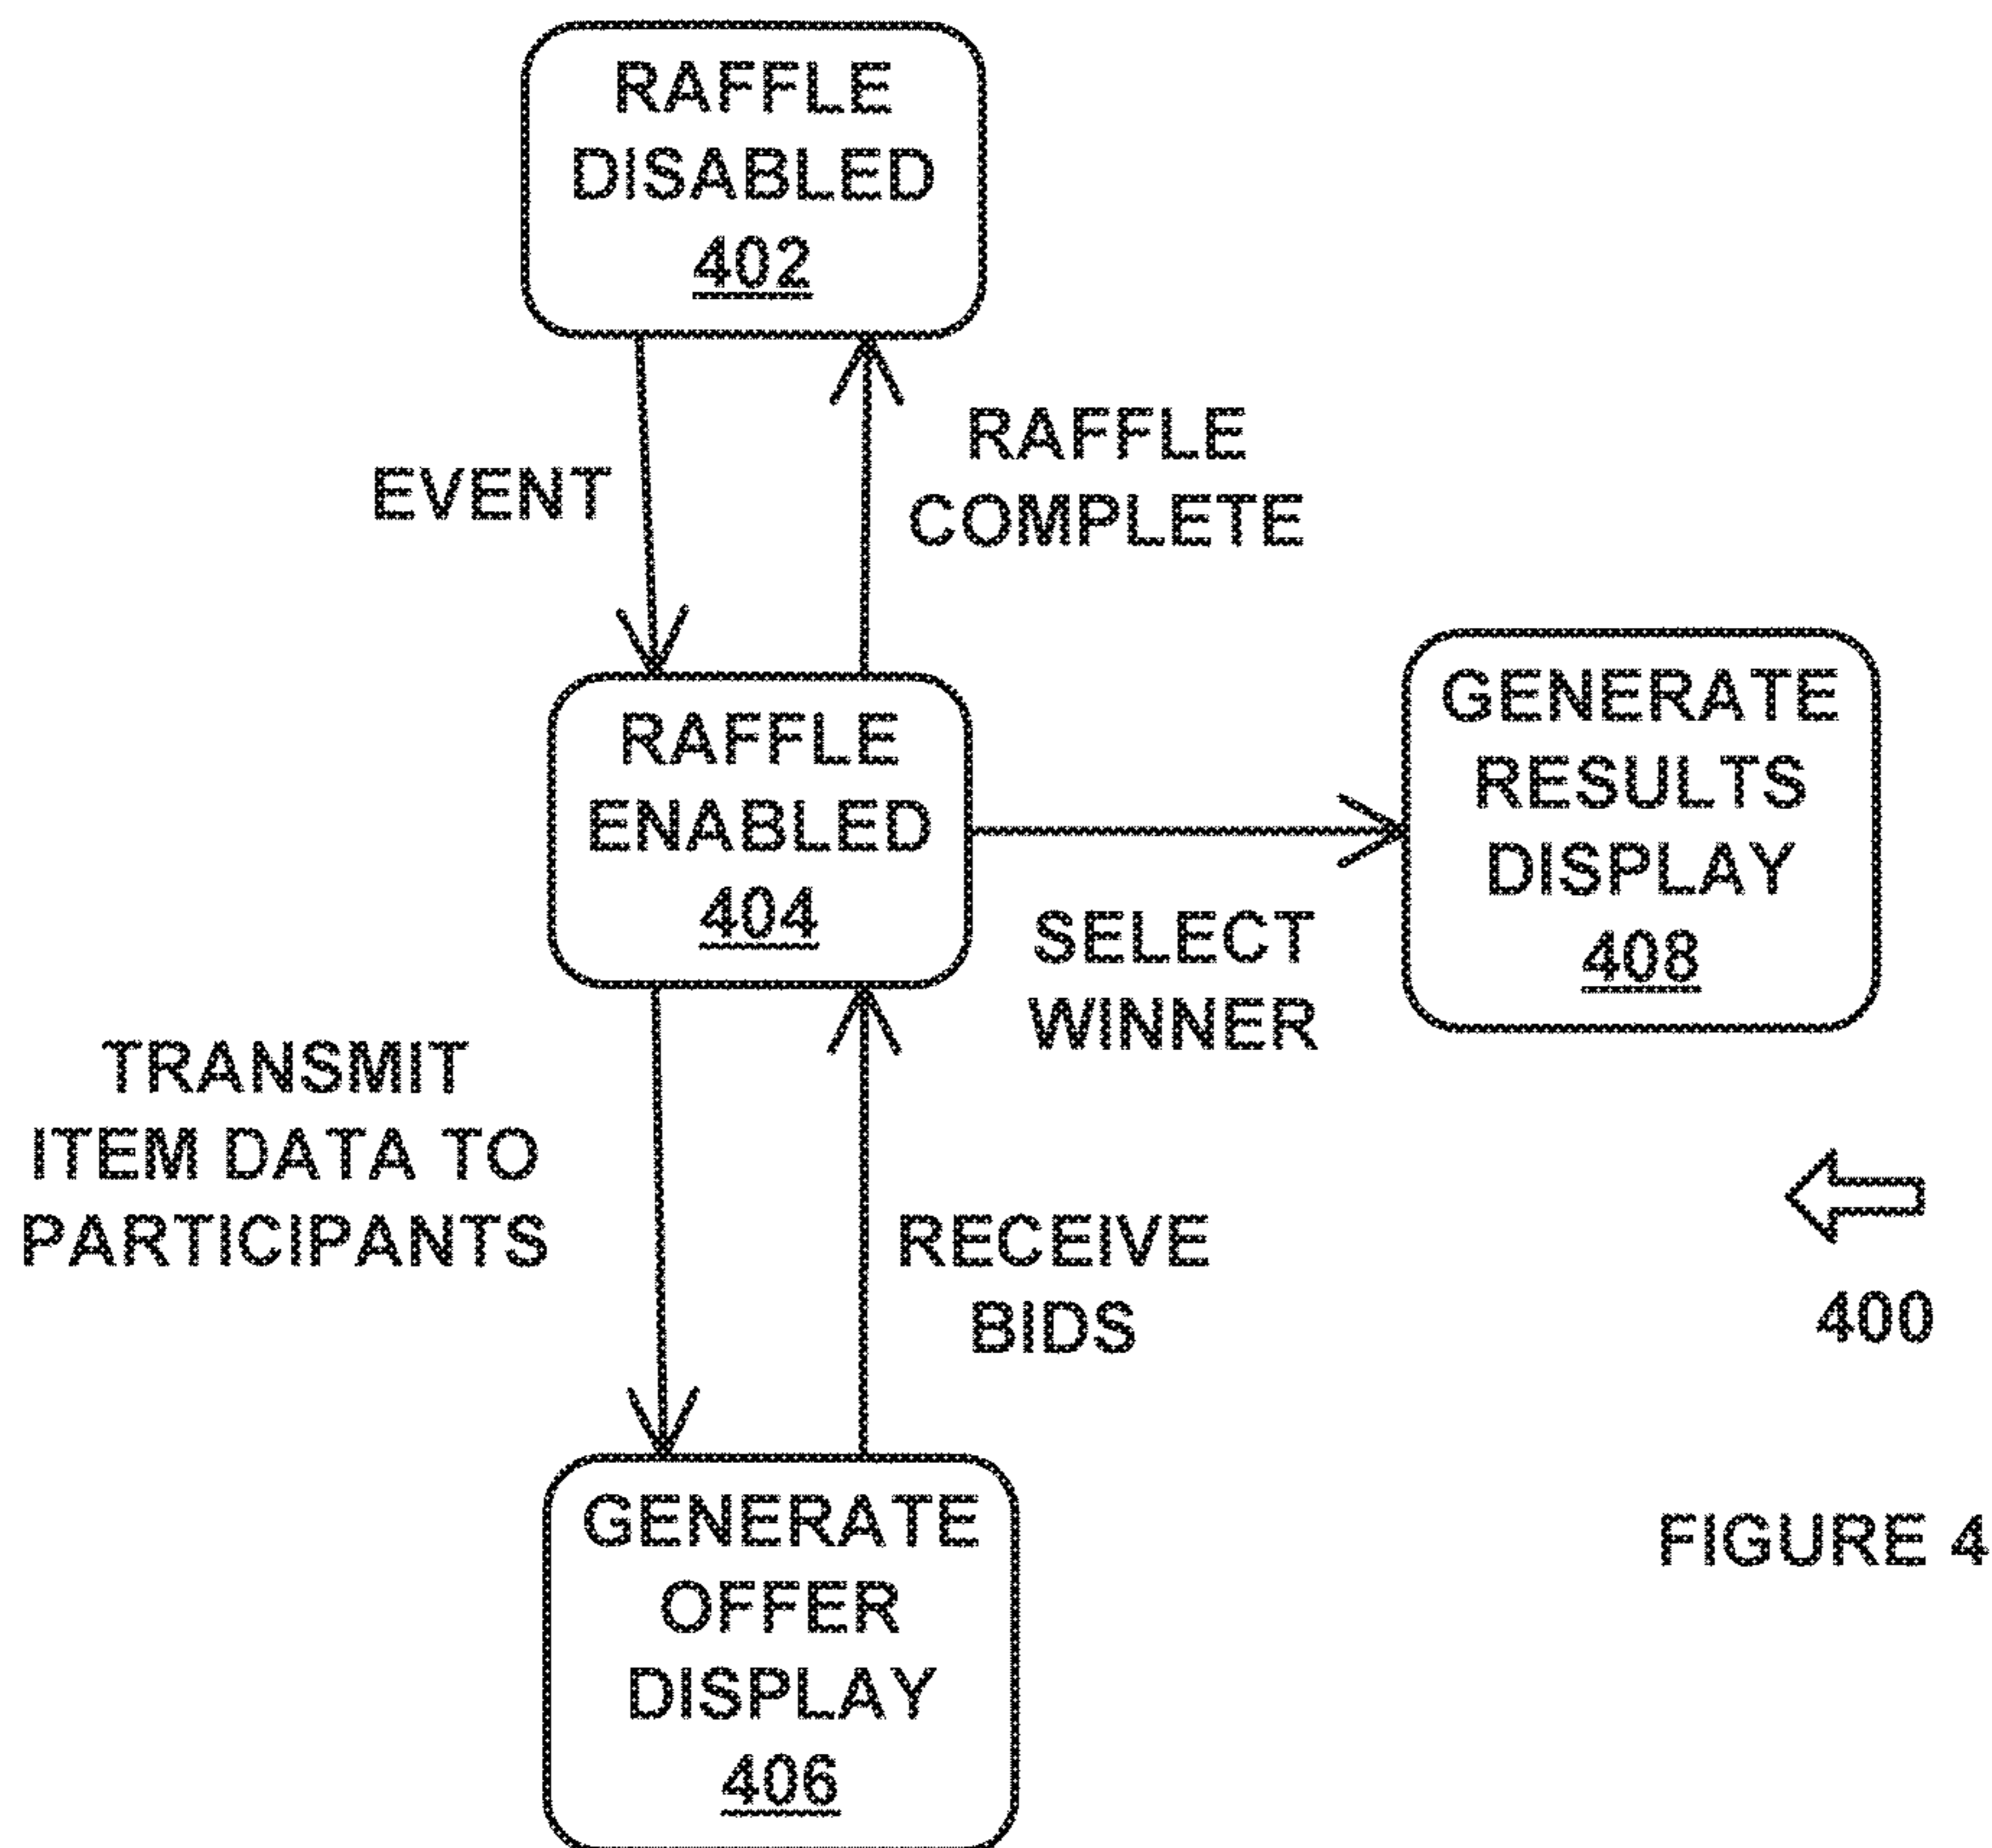 RAFFLE
DISABLED
402
EVENT
RAFFLE
COMPLETE
RAFFLE
ENABLED
404
GENERATE
RESULTS
DISPLAY
408
SELECT
WINNER
TRANSMIT
ITEM DATA TO
PARTICIPANTS
RECEIVE
BIDS
400
GENERATE
OFFER
DISPLAY
406
FIGURE 4